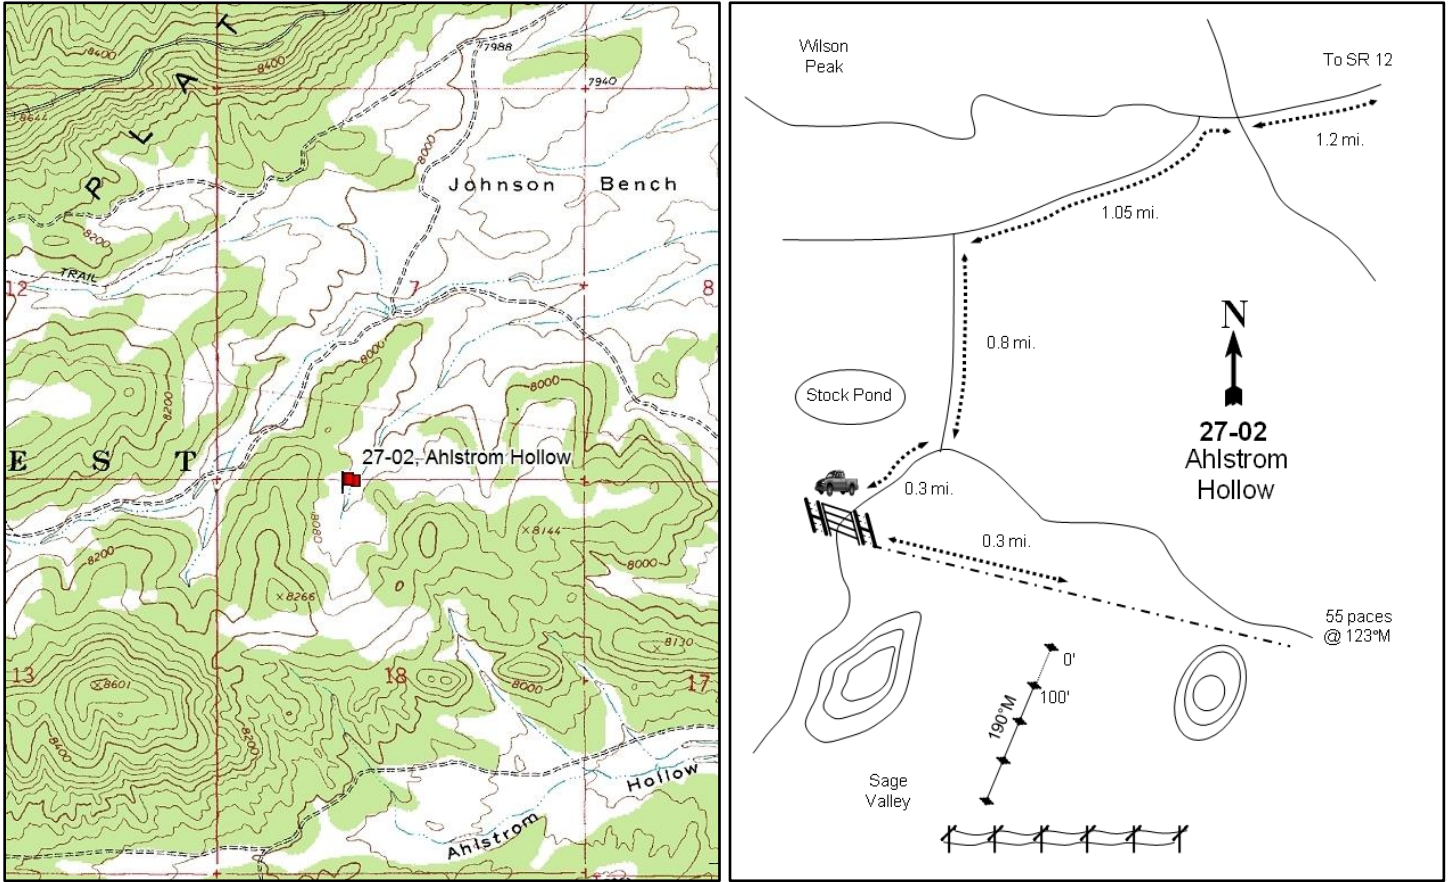 P L A T
8400
8400
7988
7940
8644
8000
Johnson Bench
8200
TRAIL
12
7
8
8000
8000
8200
27-02, Ahlstrom Hollow
E S T
8080
×8144
8200
8000
×8266
×8130
13
18
17
×8601
8000
8200
8400
Ahlstrom Hollow
Wilson
Peak
To SR 12
1.2 mi.
1.05 mi.
N
0.8 mi.
Stock Pond
27-02
Ahlstrom
Hollow
0.3 mi.
0.3 mi.
55 paces
@ 123°M
0'
100'
190°M
Sage
Valley